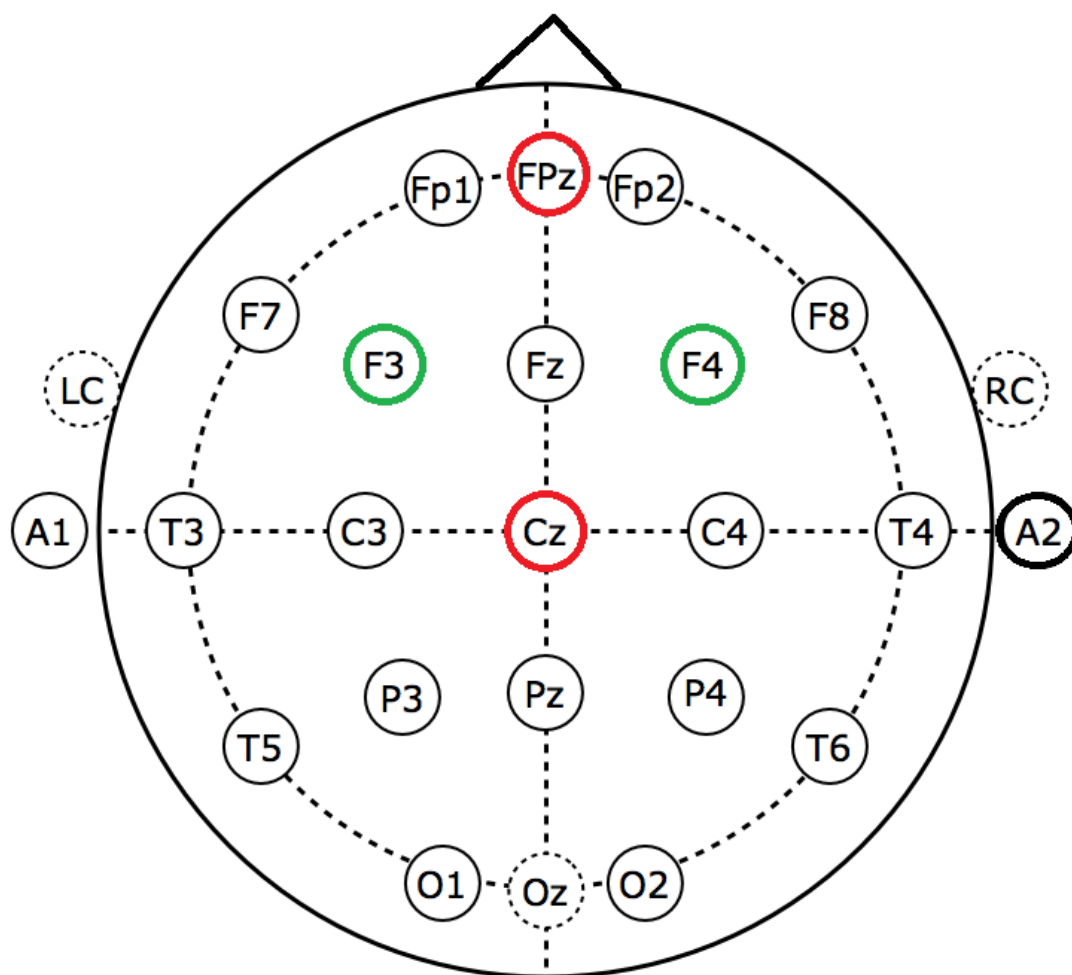 Fp1 FPz Fp2
F7 F8
F3 Fz F4
LC RC
A1 T3 C3 Cz C4 T4 A2
P3 Pz P4
T5 T6
O1 Oz O2